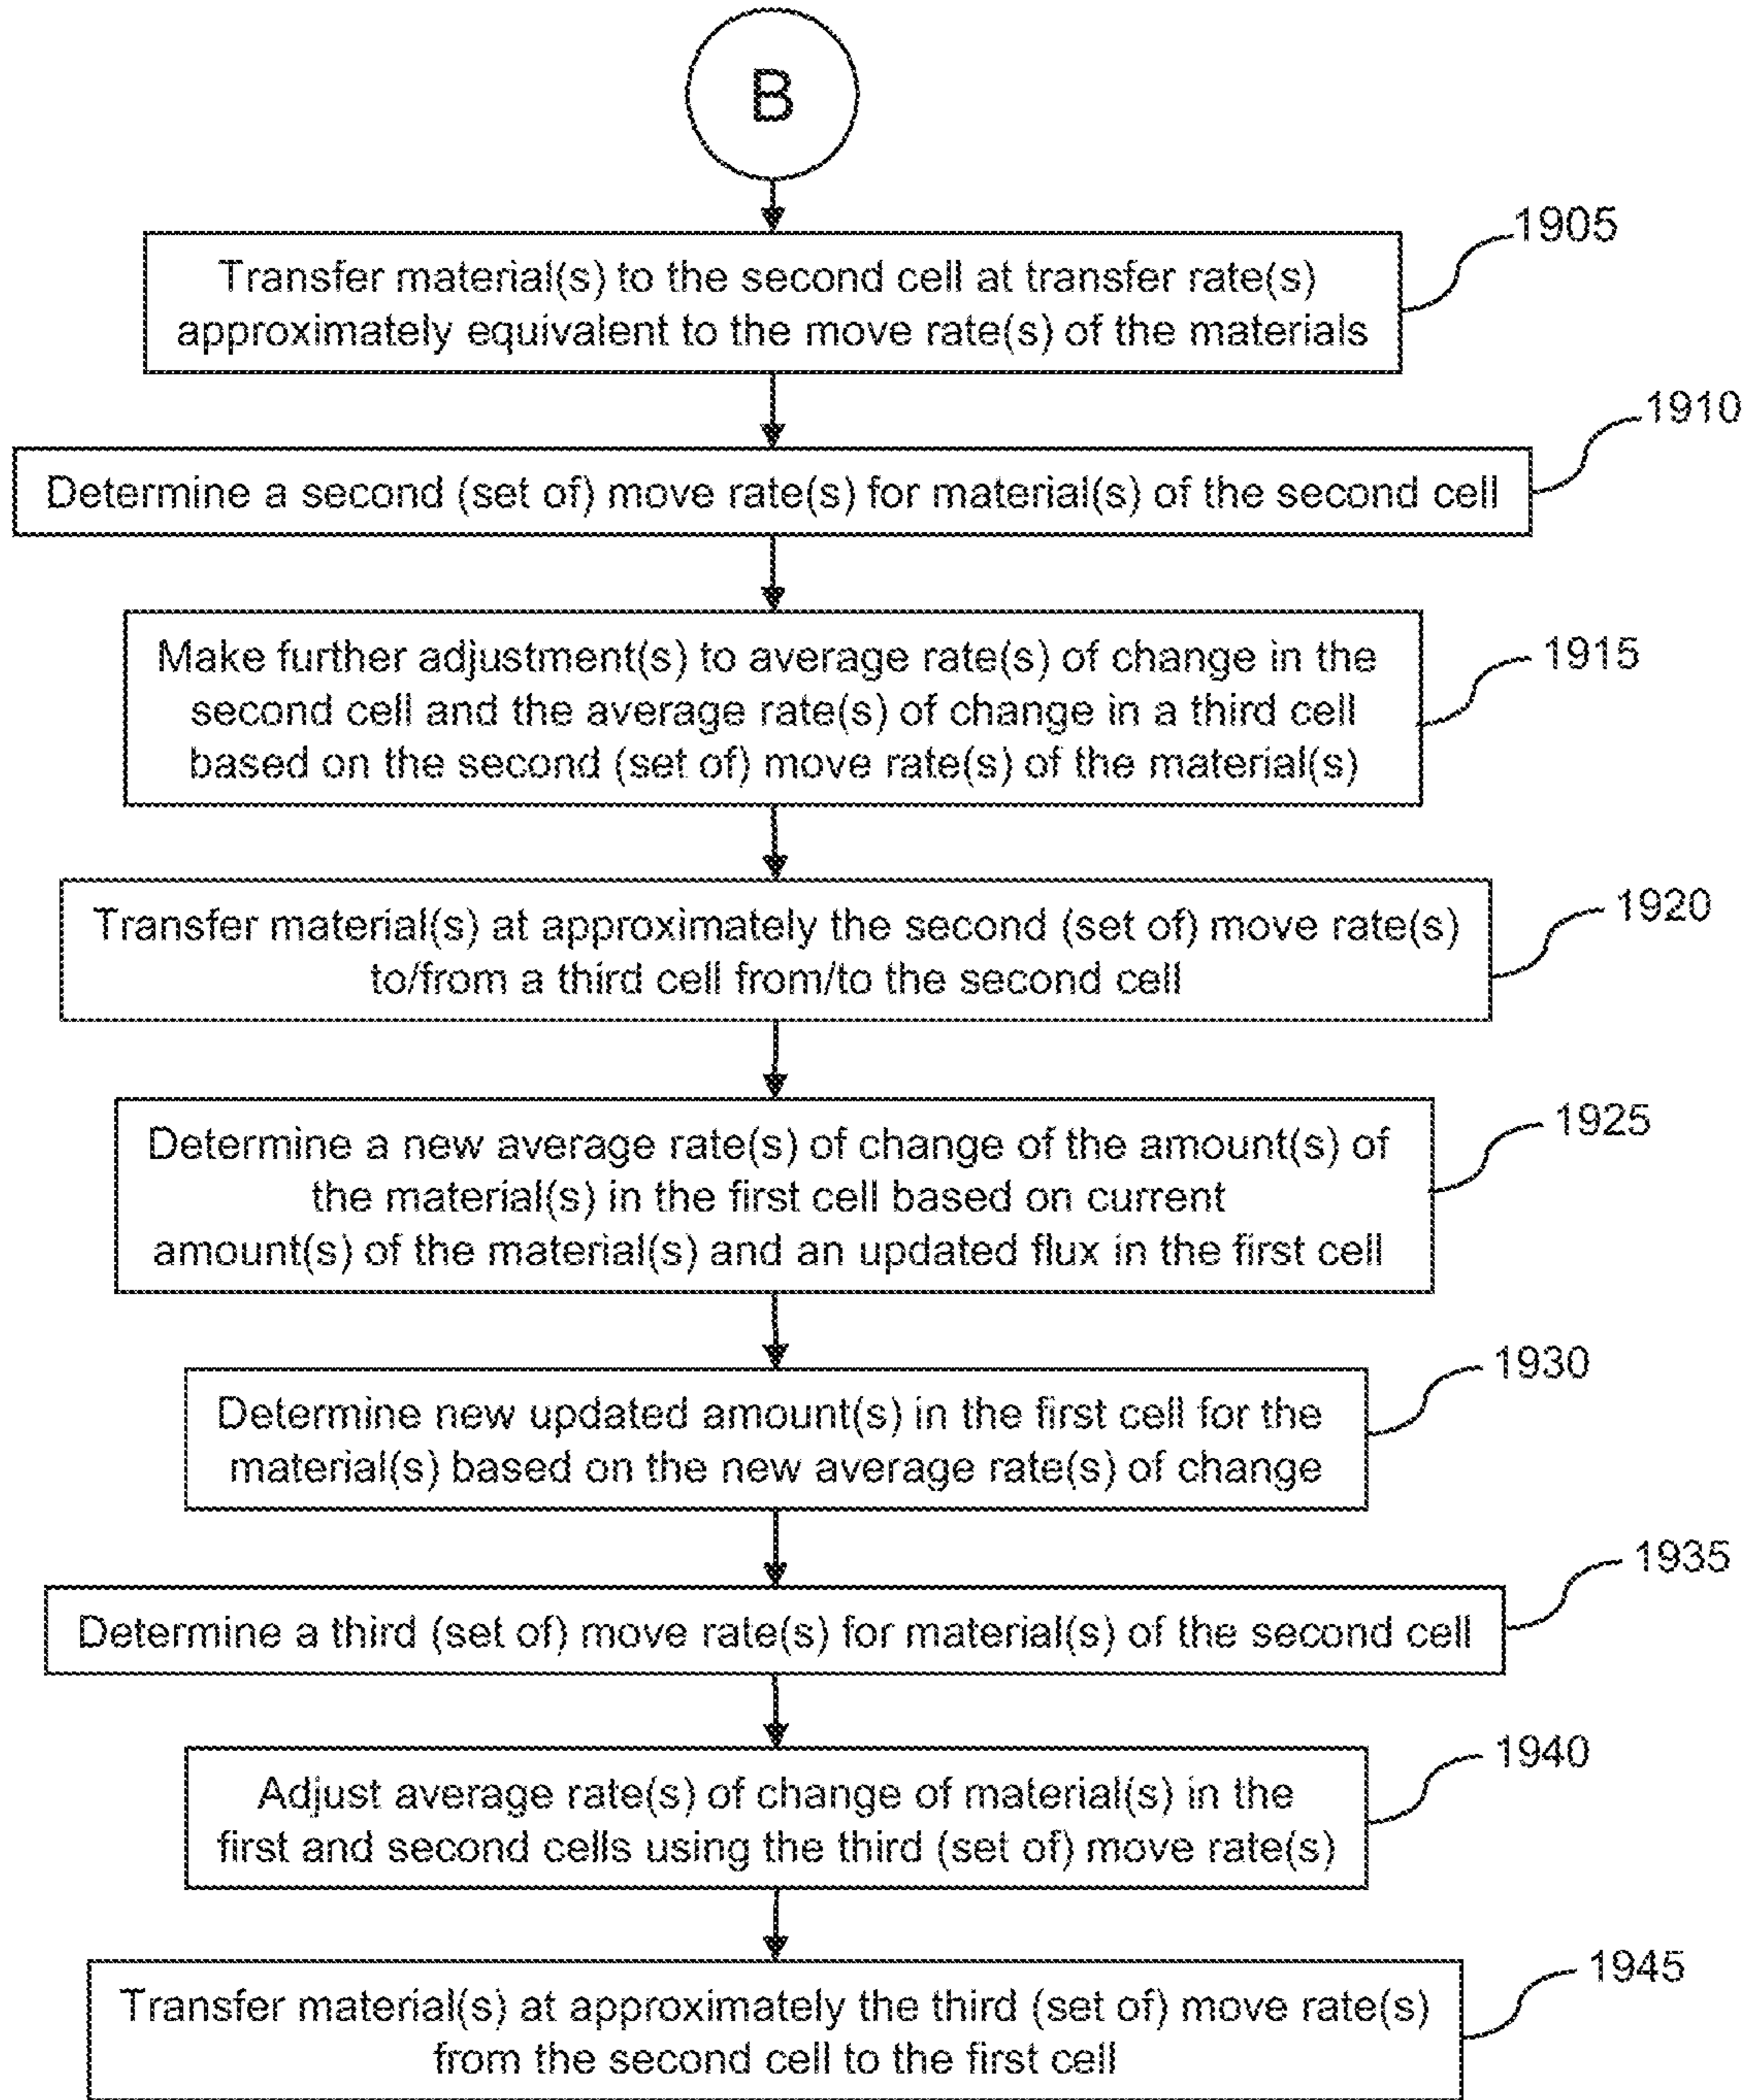 B
1905
Transfer material(s) to the second cell at transfer rate(s)
approximately equivalent to the move rate(s) of the materials
1910
Determine a second (set of) move rate(s) for material(s) of the second cell
1915
Make further adjustment(s) to average rate(s) of change in the
second cell and the average rate(s) of change in a third cell
based on the second (set of) move rate(s) of the material(s)
1920
Transfer material(s) at approximately the second (set of) move rate(s)
to/from a third cell from/to the second cell
1925
Determine a new average rate(s) of change of the amount(s) of
the material(s) in the first cell based on current
amount(s) of the material(s) and an updated flux in the first cell
1930
Determine new updated amount(s) in the first cell for the
material(s) based on the new average rate(s) of change
1935
Determine a third (set of) move rate(s) for material(s) of the second cell
1940
Adjust average rate(s) of change of material(s) in the
first and second cells using the third (set of) move rate(s)
1945
Transfer material(s) at approximately the third (set of) move rate(s)
from the second cell to the first cell